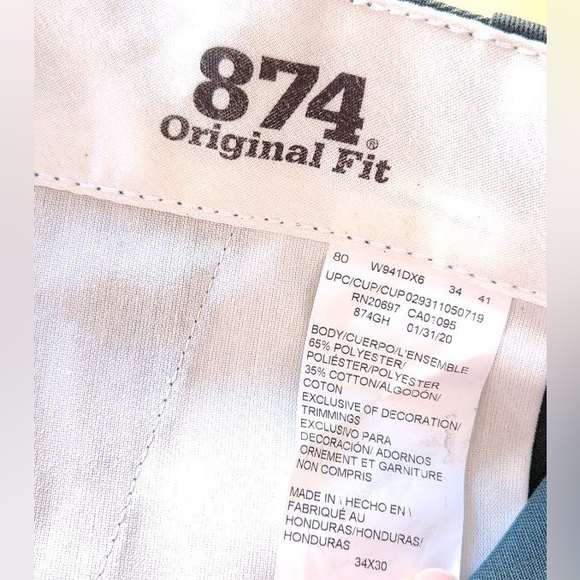 874®
Original Fit
80 W941DX6 34 41
UPC/CUP/CUP029311050719
RN20697 CA01095
874GH 01/31/20
BODY/CUERPO/L'ENSEMBLE
65% POLYESTER/
POLIÉSTER/POLYESTER
35% COTTON/ALGODÓN/
COTON
EXCLUSIVE OF DECORATION/
TRIMMINGS
EXCLUSIVO PARA
DECORACIÓN/ ADORNOS
ORNEMENT ET GARNITURE
NON COMPRIS
MADE IN \ HECHO EN \
FABRIQUÉ AU
HONDURAS/HONDURAS/
HONDURAS
34X30